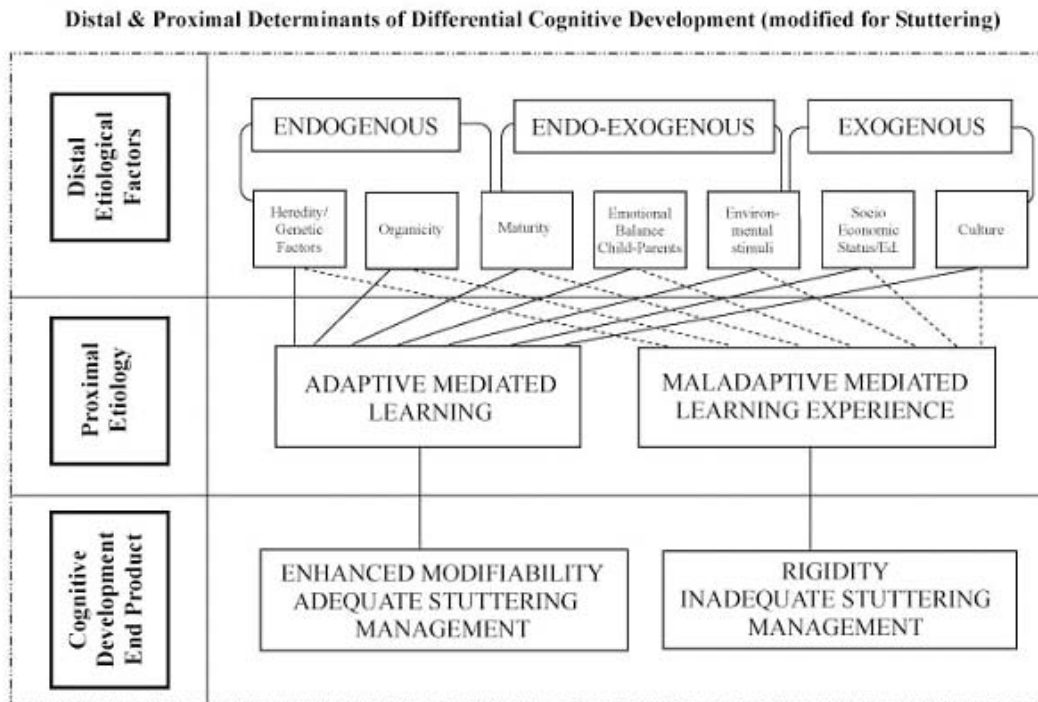 Distal & Proximal Determinants of Differential Cognitive Development (modified for Stuttering)
Distal
Etiological
Factors
ENDOGENOUS
ENDO-EXOGENOUS
EXOGENOUS
Heredity/
Genetic
Factors
Organicity
Maturity
Emotional
Balance
Child-Parents
Environ-
mental
stimuli
Socio
Economic
Status/Ed.
Culture
Proximal
Etiology
ADAPTIVE MEDIATED
LEARNING
MALADAPTIVE MEDIATED
LEARNING EXPERIENCE
Cognitive
Development
End Product
ENHANCED MODIFIABILITY
ADEQUATE STUTTERING
MANAGEMENT
RIGIDITY
INADEQUATE STUTTERING
MANAGEMENT